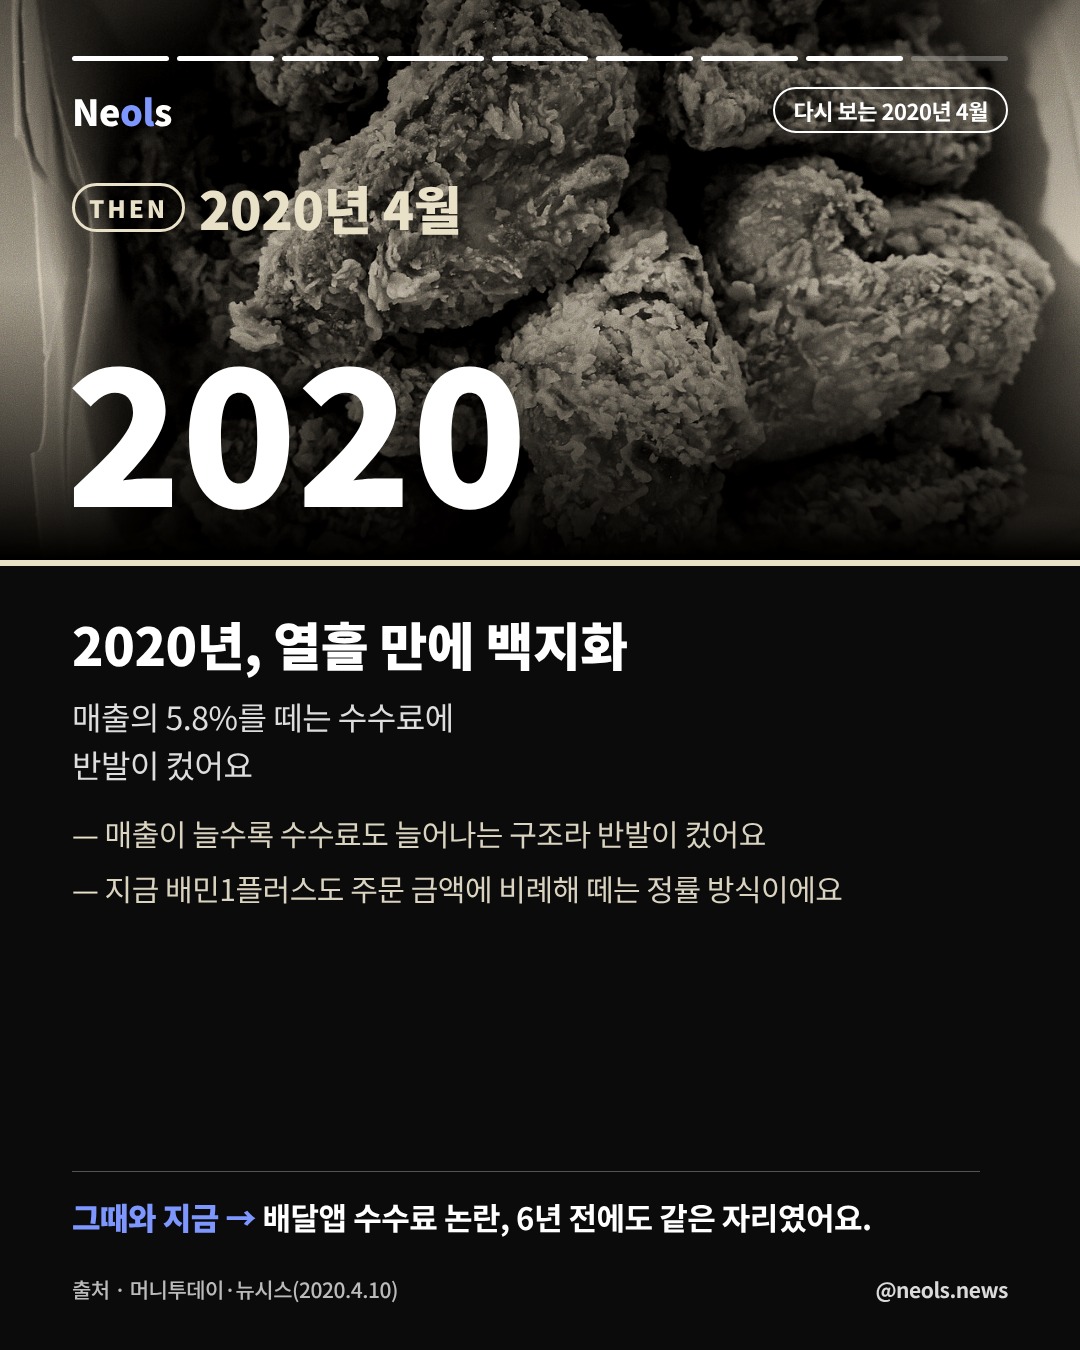 Neols
다시 보는 2020년 4월
THEN 2020년 4월
2020
2020년, 열흘 만에 백지화
매출의 5.8%를 떼는 수수료에
반발이 컸어요
— 매출이 늘수록 수수료도 늘어나는 구조라 반발이 컸어요
— 지금 배민1플러스도 주문 금액에 비례해 떼는 정률 방식이에요
그때와 지금 → 배달앱 수수료 논란, 6년 전에도 같은 자리였어요.
출처 · 머니투데이·뉴시스(2020.4.10)
@neols.news